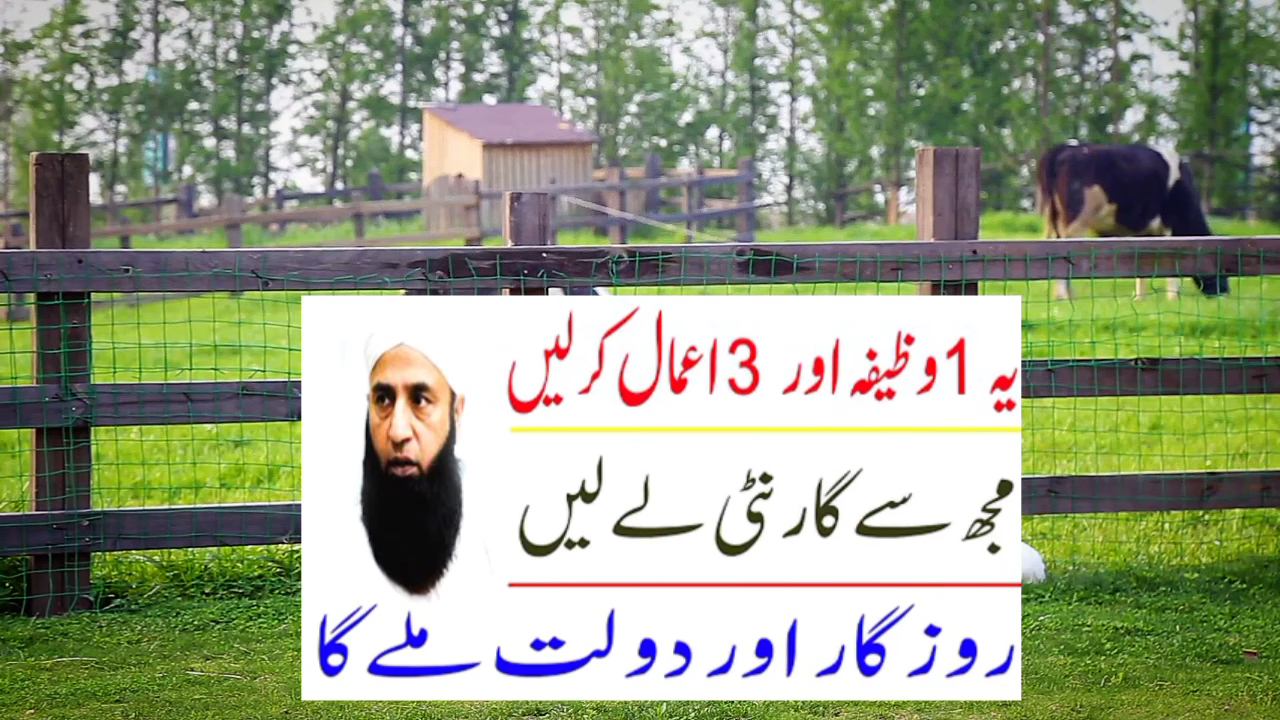 یہ 1 وظیفہ اور 3 اعمال کرلیں
مجھ سے گارنٹی لے لیں
روزگار اور دولت ملے گا